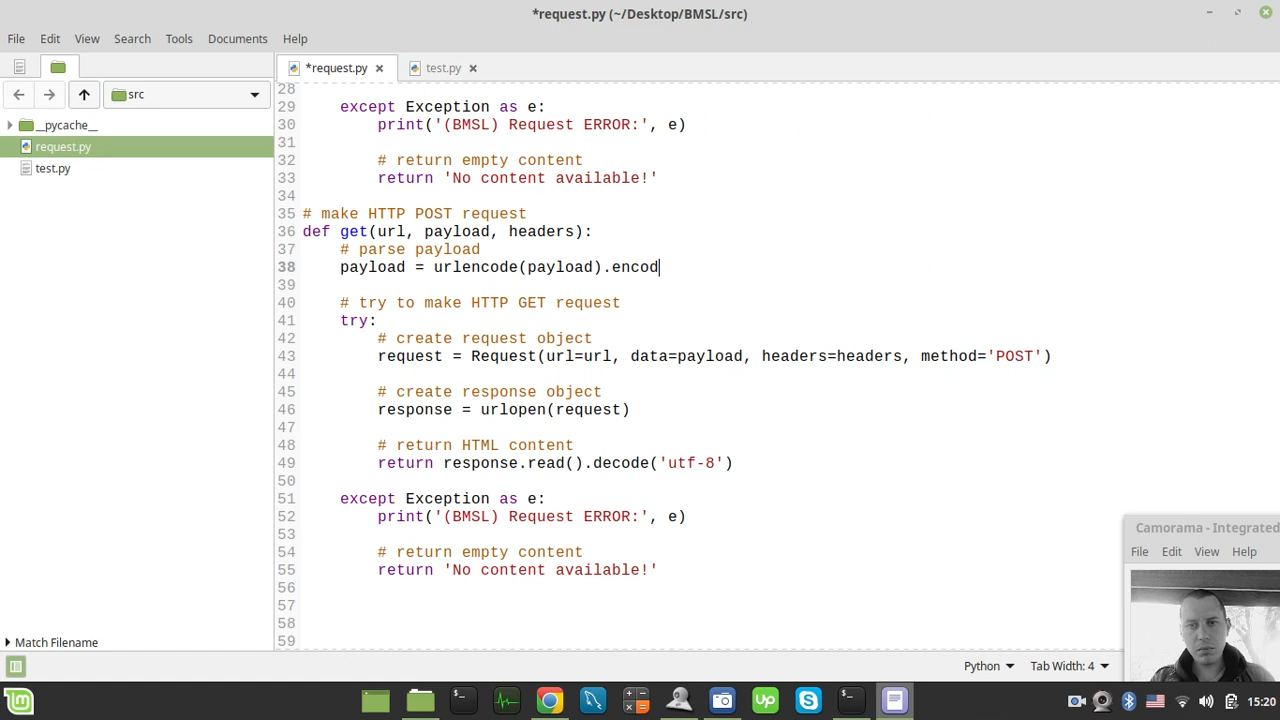 *request.py (~/Desktop/BMSL/src)
File Edit View Search Tools Documents Help
*request.py test.py
src
__pycache__
request.py
test.py
28
29 except Exception as e:
30 print('(BMSL) Request ERROR:', e)
31
32 # return empty content
33 return 'No content available!'
34
35 # make HTTP POST request
36 def get(url, payload, headers):
37 # parse payload
38 payload = urlencode(payload).encod
39
40 # try to make HTTP GET request
41 try:
42 # create request object
43 request = Request(url=url, data=payload, headers=headers, method='POST')
44
45 # create response object
46 response = urlopen(request)
47
48 # return HTML content
49 return response.read().decode('utf-8')
50
51 except Exception as e:
52 print('(BMSL) Request ERROR:', e)
53
54 # return empty content
55 return 'No content available!'
56
57
58
59
Camorama - Integrated
File Edit View Help
Match Filename
Python Tab Width: 4
Up
15:20